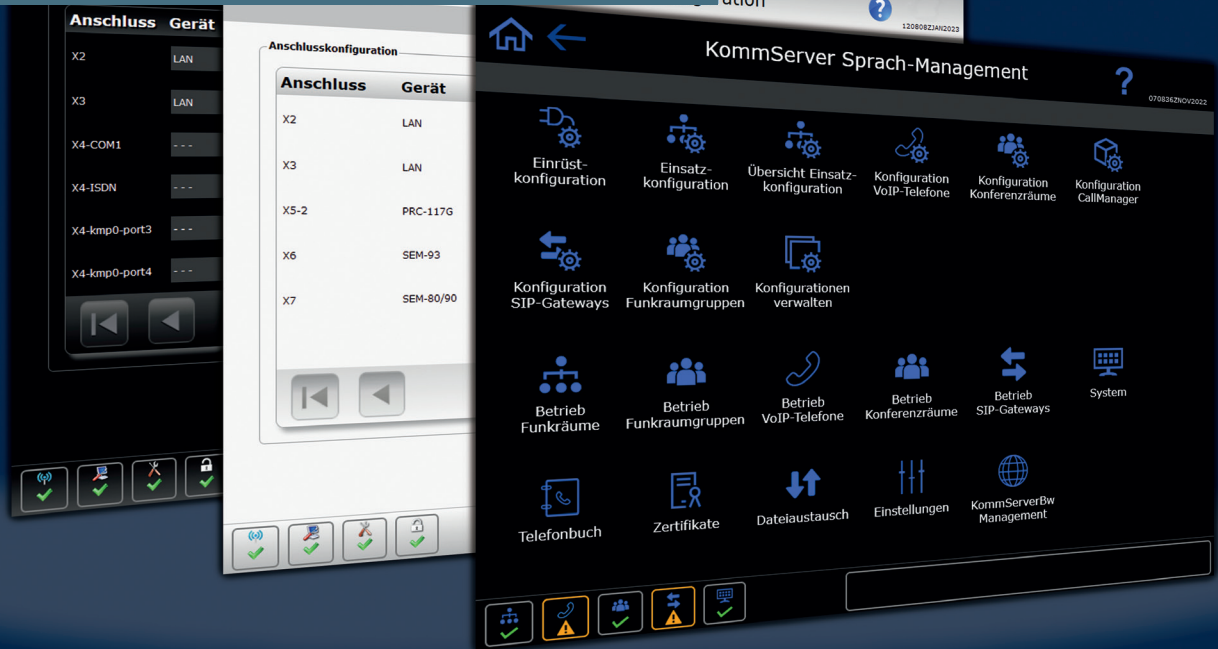 Anschluss Gerät
X2 LAN
X3 LAN
X4-COM1 ---
X4-ISDN ---
X4-kmp0-port3 ---
X4-kmp0-port4 ---
120808ZJAN2023
Anschlusskonfiguration
Anschluss Gerät
X2 LAN
X3 LAN
X5-2 PRC-117G
X6 SEM-93
X7 SEM-80/90
KommServer Sprach-Management
?
070836ZNOV2022
Einrüst-
konfiguration
Einsatz-
konfiguration
Übersicht Einsatz-
konfiguration
Konfiguration
VoIP-Telefone
Konfiguration
Konferenzräume
Konfiguration
CallManager
Konfiguration
SIP-Gateways
Konfiguration
Funkraumgruppen
Konfigurationen
verwalten
Betrieb
Funkräume
Betrieb
Funkraumgruppen
Betrieb
VoIP-Telefone
Betrieb
Konferenzräume
Betrieb
SIP-Gateways
System
Telefonbuch
Zertifikate
Dateiaustausch
Einstellungen
KommServerBw
Management